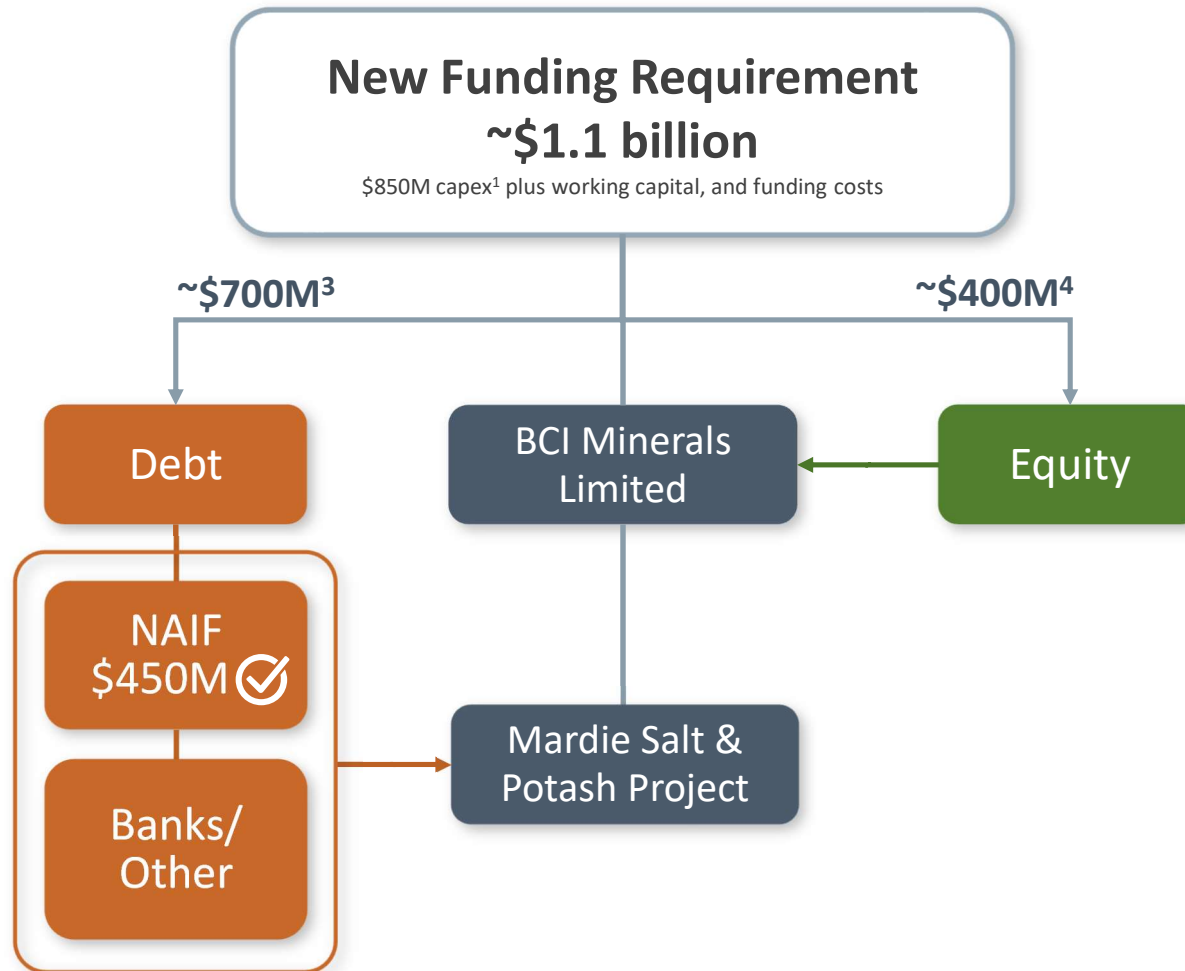 New Funding Requirement
~$1.1 billion
$850M capex¹ plus working capital, and funding costs
~$700M³
~$400M⁴
Debt
BCI Minerals
Limited
Equity
NAIF
$450M
Mardie Salt &
Potash Project
Banks/
Other